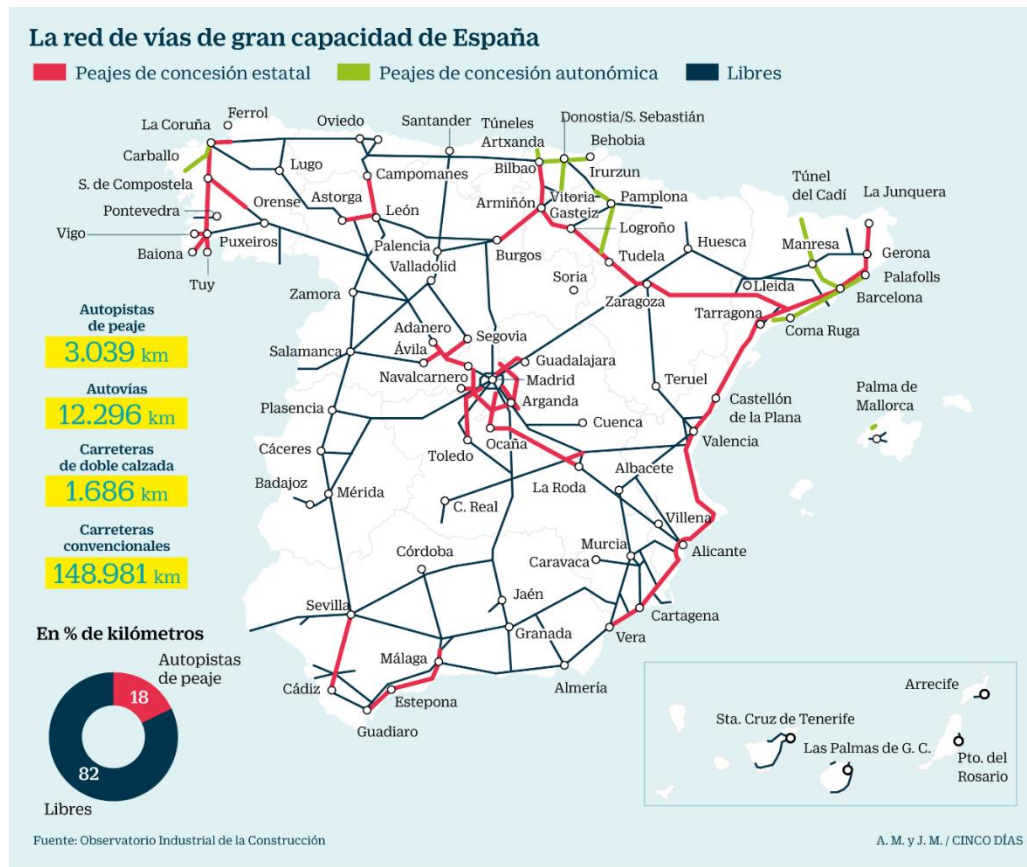 La red de vías de gran capacidad de España
Peajes de concesión estatal
Peajes de concesión autonómica
Libres
La Coruña
Ferrol
Oviedo
Santander
Túneles
Artxanda
Donostia/S. Sebastián
Behobia
Carballo
Lugo
Campomanes
Bilbao
Irurzun
Túnel
del Cadí
La Junquera
S. de Compostela
Orense
Astorga
León
Armiñón
Vitoria-
Gasteiz
Pamplona
Pontevedra
Logroño
Huesca
Manresa
Gerona
Vigo
Puxeiros
Palencia
Burgos
Tudela
Palafolls
Baiona
Valladolid
Soria
Lleida
Barcelona
Tuy
Zamora
Zaragoza
Tarragona
Coma Ruga
Autopistas
de peaje
3.039 km
Adanero
Segovia
Ávila
Salamanca
Guadalajara
Navalcarnero
Madrid
Teruel
Castellón
de la Plana
Palma de
Mallorca
Autovías
12.296 km
Plasencia
Arganda
Cuenca
Ocaña
Valencia
Cáceres
Toledo
Albacete
Carreteras
de doble calzada
1.686 km
Badajoz
Mérida
C. Real
La Roda
Villena
Carreteras
convencionales
148.981 km
Córdoba
Murcia
Alicante
Caravaca
Sevilla
Jaén
Cartagena
Granada
Vera
En % de kilómetros
Autopistas
de peaje
18
82
Libres
Málaga
Almería
Cádiz
Estepona
Guadiaro
Arrecife
Sta. Cruz de Tenerife
Las Palmas de G. C.
Pto. del
Rosario
Fuente: Observatorio Industrial de la Construcción
A. M. y J. M. / CINCO DÍAS